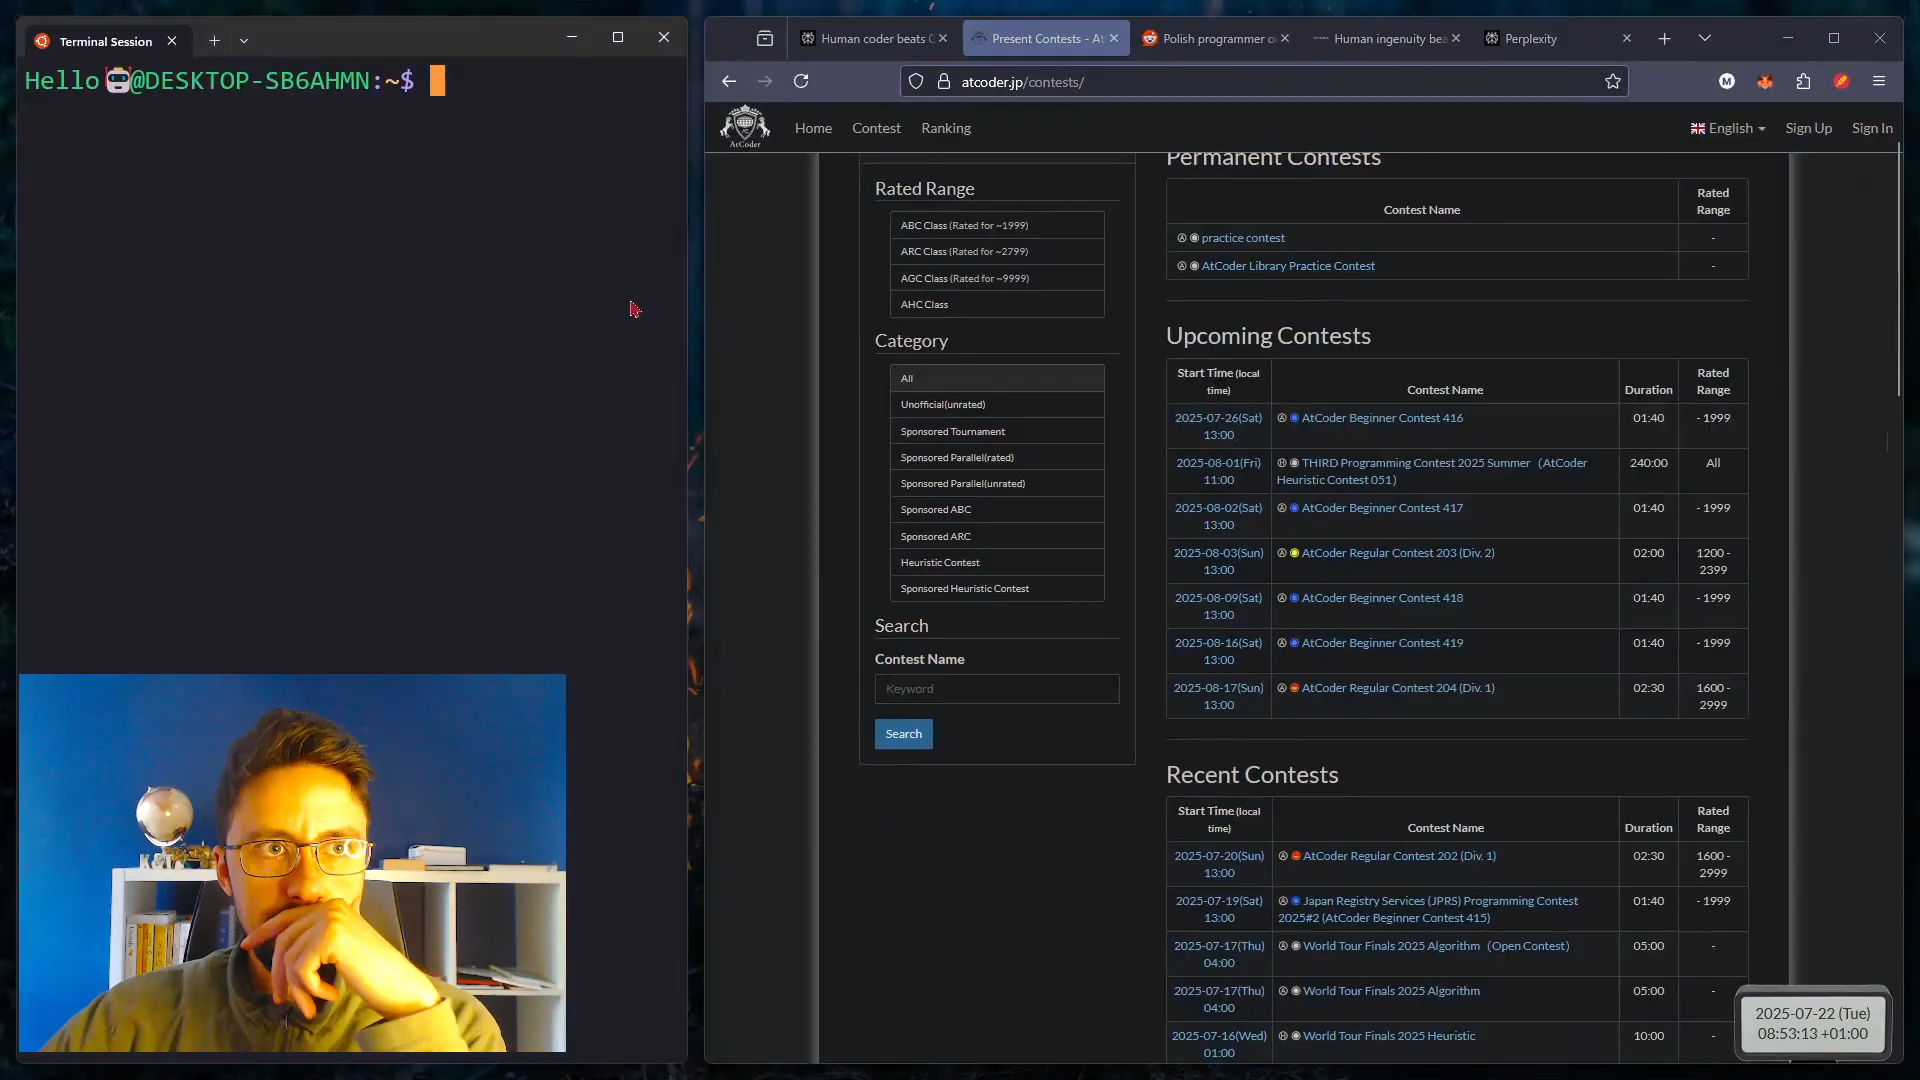 Terminal Session
Hello🤖@DESKTOP-SB6AHMN:~$
Human coder beats C
Present Contests - At
Polish programmer o
Human ingenuity bea
Perplexity
atcoder.jp/contests/
M
AtCoder
Home
Contest
Ranking
English
Sign Up
Sign In
Rated Range
ABC Class (Rated for ~1999)
ARC Class (Rated for ~2799)
AGC Class (Rated for ~9999)
AHC Class
Category
All
Unofficial(unrated)
Sponsored Tournament
Sponsored Parallel(rated)
Sponsored Parallel(unrated)
Sponsored ABC
Sponsored ARC
Heuristic Contest
Sponsored Heuristic Contest
Search
Contest Name
Keyword
Search
Permanent Contests
Contest Name
Rated
Range
Ⓐ ◉ practice contest
-
Ⓐ ◉ AtCoder Library Practice Contest
-
Upcoming Contests
Start Time (local
time)
Contest Name
Duration
Rated
Range
2025-07-26(Sat)
13:00
Ⓐ ◉ AtCoder Beginner Contest 416
01:40
- 1999
2025-08-01(Fri)
11:00
Ⓗ ◉ THIRD Programming Contest 2025 Summer（AtCoder
Heuristic Contest 051）
240:00
All
2025-08-02(Sat)
13:00
Ⓐ ◉ AtCoder Beginner Contest 417
01:40
- 1999
2025-08-03(Sun)
13:00
Ⓐ ◉ AtCoder Regular Contest 203 (Div. 2)
02:00
1200 -
2399
2025-08-09(Sat)
13:00
Ⓐ ◉ AtCoder Beginner Contest 418
01:40
- 1999
2025-08-16(Sat)
13:00
Ⓐ ◉ AtCoder Beginner Contest 419
01:40
- 1999
2025-08-17(Sun)
13:00
Ⓐ ◉ AtCoder Regular Contest 204 (Div. 1)
02:30
1600 -
2999
Recent Contests
Start Time (local
time)
Contest Name
Duration
Rated
Range
2025-07-20(Sun)
13:00
Ⓐ ◉ AtCoder Regular Contest 202 (Div. 1)
02:30
1600 -
2999
2025-07-19(Sat)
13:00
Ⓐ ◉ Japan Registry Services (JPRS) Programming Contest
2025#2 (AtCoder Beginner Contest 415)
01:40
- 1999
2025-07-17(Thu)
04:00
Ⓐ ◉ World Tour Finals 2025 Algorithm（Open Contest）
05:00
-
2025-07-17(Thu)
04:00
Ⓐ ◉ World Tour Finals 2025 Algorithm
05:00
-
2025-07-16(Wed)
01:00
Ⓗ ◉ World Tour Finals 2025 Heuristic
10:00
-
2025-07-22 (Tue)
08:53:13 +01:00